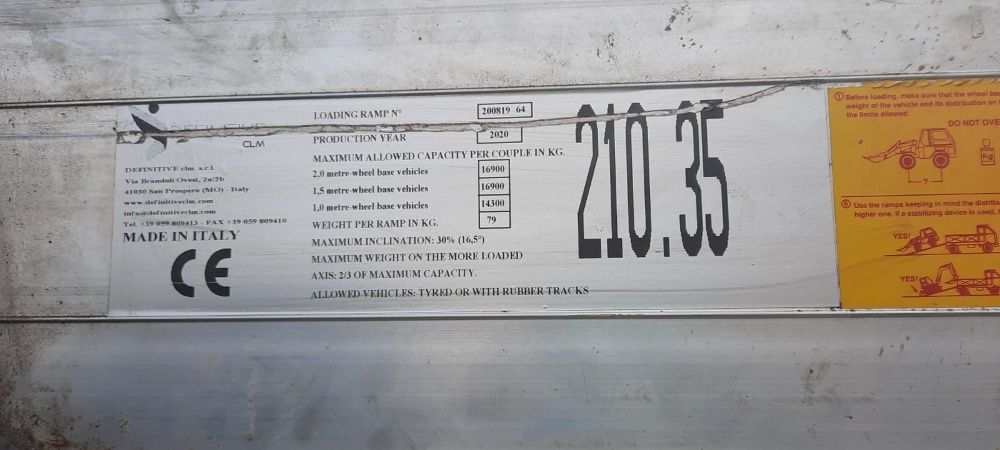 CLM
DEFINITIVE clm s.r.l
Via Brandoli Ovest, 2a/2b
41030 San Prospero (MO) - Italy
www.definitiveclm.com
info@definitiveclm.com
Tel. +39 059 809413 - FAX +39 059 809410
MADE IN ITALY
CE
LOADING RAMP N° 200819 64
PRODUCTION YEAR 2020
MAXIMUM ALLOWED CAPACITY PER COUPLE IN KG.
2,0 metre-wheel base vehicles 16900
1,5 metre-wheel base vehicles 16900
1,0 metre-wheel base vehicles 14300
WEIGHT PER RAMP IN KG. 79
MAXIMUM INCLINATION: 30% (16,5°)
MAXIMUM WEIGHT ON THE MORE LOADED
AXIS: 2/3 OF MAXIMUM CAPACITY.
ALLOWED VEHICLES: TYRED OR WITH RUBBER TRACKS
210.35
1 Before loading, make sure that the wheel
weight of the vehicle and its distribution on
the limits allowed.
DO NOT
Kg
?
6 Use the ramps keeping in mind the
higher one. If a stabilizing device is used,
YES!
YES!